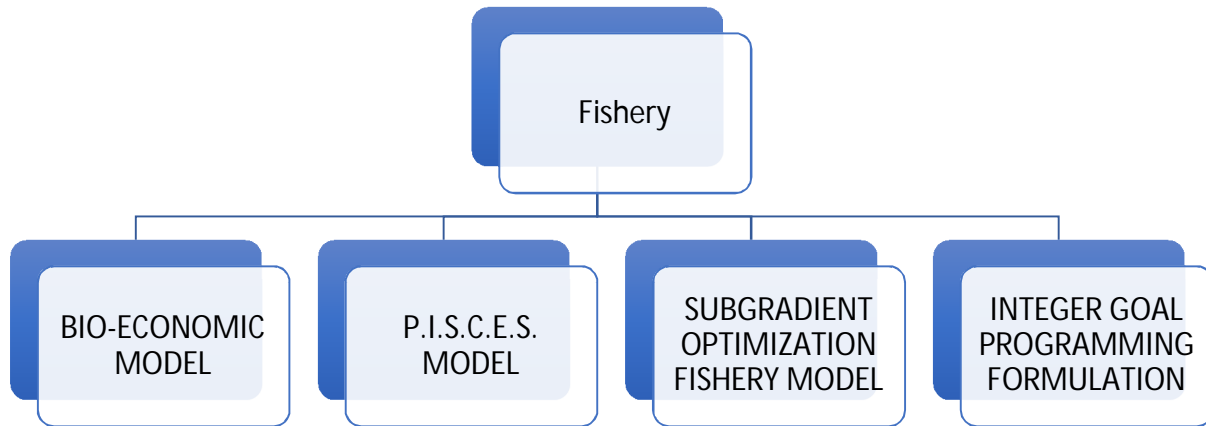 Fishery
BIO-ECONOMIC
MODEL
P.I.S.C.E.S.
MODEL
SUBGRADIENT
OPTIMIZATION
FISHERY MODEL
INTEGER GOAL
PROGRAMMING
FORMULATION